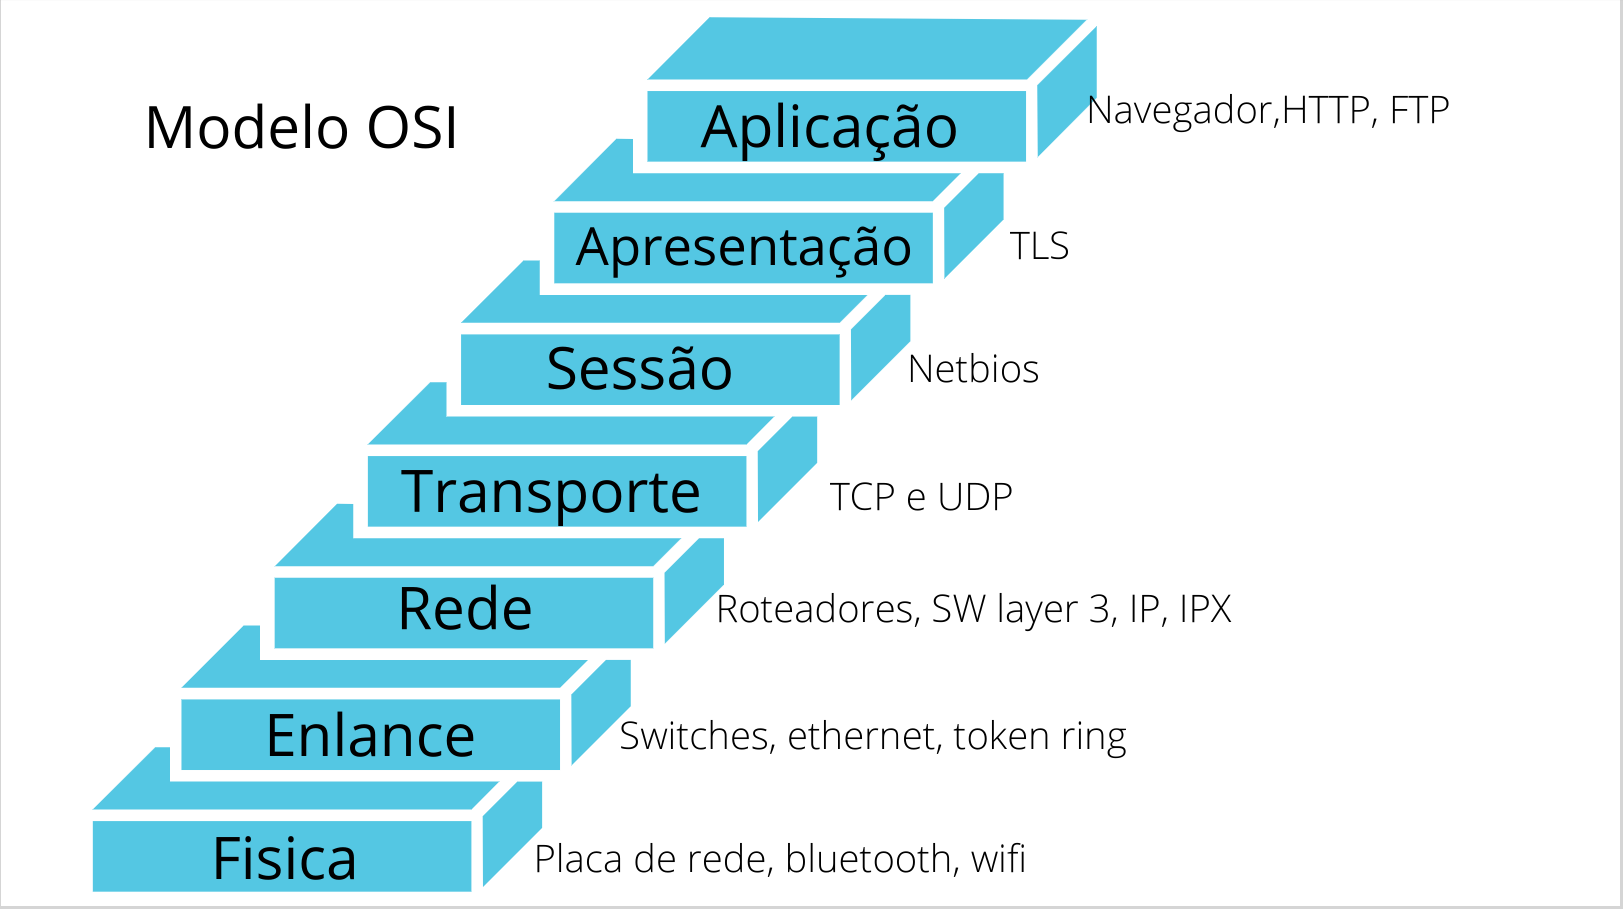 Modelo OSI
Aplicação
Navegador,HTTP, FTP
Apresentação
TLS
Sessão
Netbios
Transporte
TCP e UDP
Rede
Roteadores, SW layer 3, IP, IPX
Enlance
Switches, ethernet, token ring
Fisica
Placa de rede, bluetooth, wifi